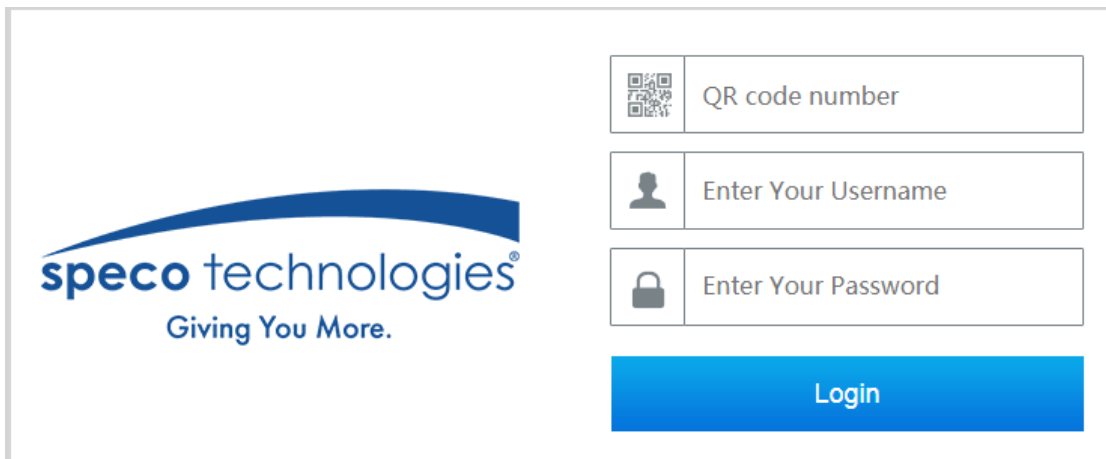 speco technologies®
Giving You More.
QR code number
Enter Your Username
Enter Your Password
Login